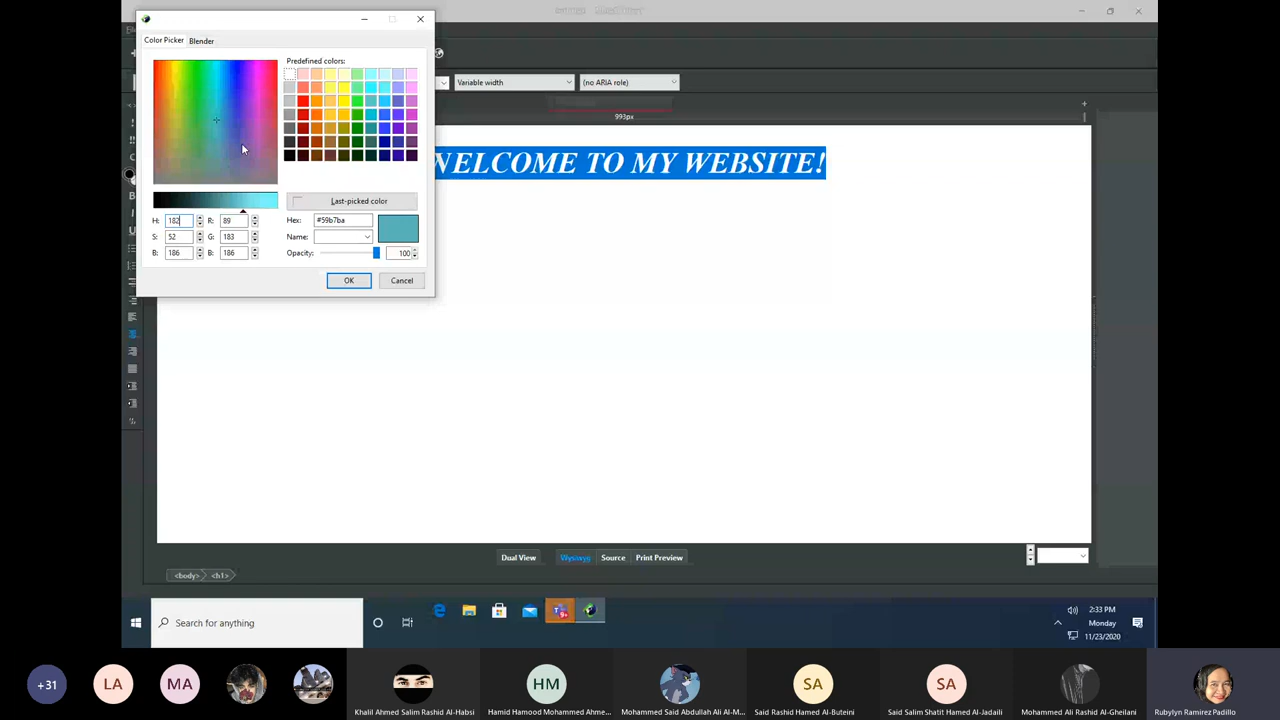 Color Picker
Blender
Predefined colors:
Variable width
(no ARIA role)
993px
WELCOME TO MY WEBSITE!
Last-picked color
H: 182 R: 89 Hex: #59b7ba
S: 52 G: 183 Name:
B: 186 B: 186 Opacity: 100
OK
Cancel
Dual View
Wysiwyg
Source
Print Preview
<body>
<h1>
Search for anything
2:33 PM
Monday
11/23/2020
+31
LA
MA
HM
SA
SA
Khalil Ahmed Salim Rashid Al-Habsi
Hamid Hamood Mohammed Ahme...
Mohammed Said Abdullah Ali Al-M...
Said Rashid Hamed Al-Buteini
Said Salim Shatit Hamed Al-Jadaili
Mohammed Ali Rashid Al-Gheilani
Rubylyn Ramirez Padillo